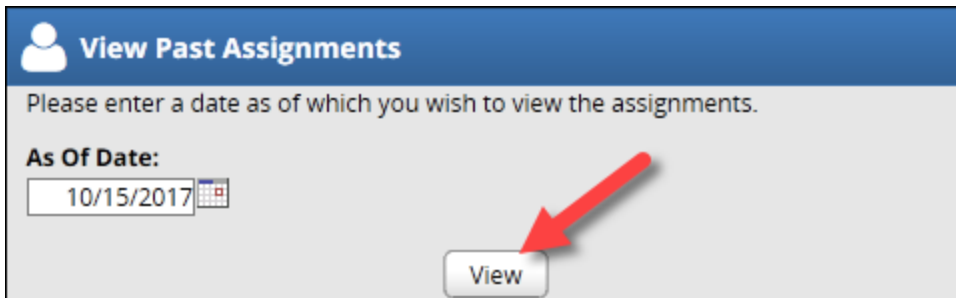 View Past Assignments
Please enter a date as of which you wish to view the assignments.
As Of Date:
10/15/2017
View